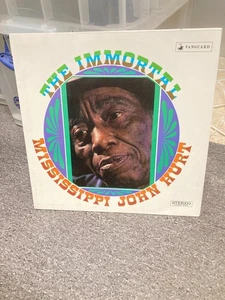 VANGUARD
THE IMMORTAL
MISSISSIPPI JOHN HURT
STEREO